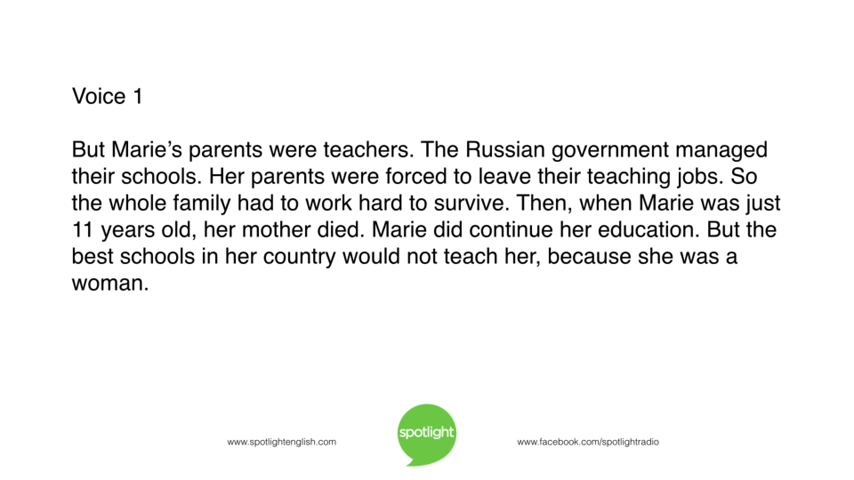 Voice 1
But Marie’s parents were teachers. The Russian government managed
their schools. Her parents were forced to leave their teaching jobs. So
the whole family had to work hard to survive. Then, when Marie was just
11 years old, her mother died. Marie did continue her education. But the
best schools in her country would not teach her, because she was a
woman.
spotlight
www.spotlightenglish.com
www.facebook.com/spotlightradio